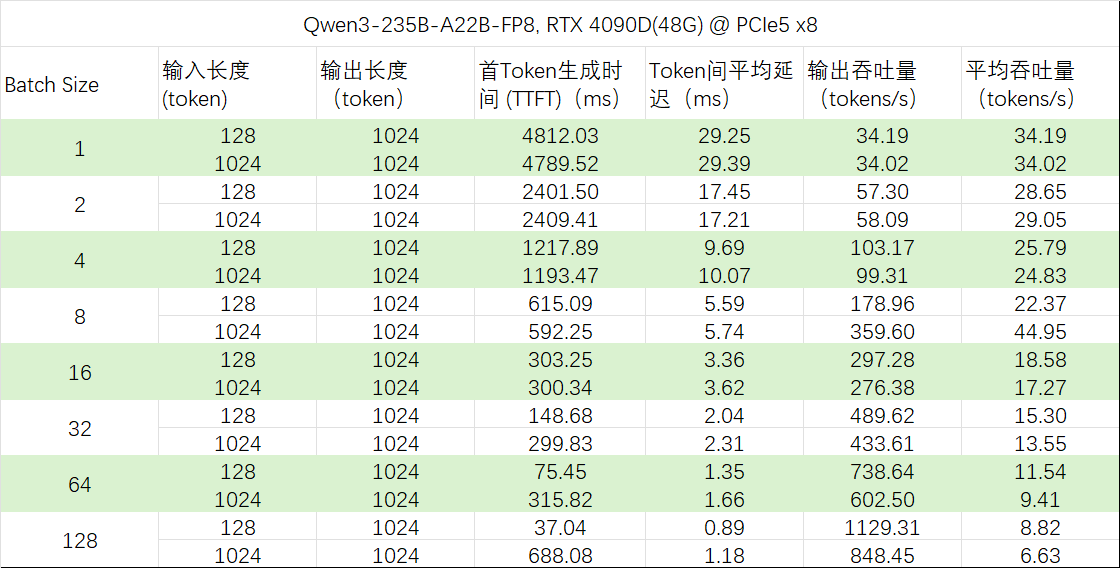 Qwen3-235B-A22B-FP8, RTX 4090D(48G) @ PCIe5 x8
Batch Size 输入长度 (token) 输出长度 （token） 首Token生成时间 (TTFT)（ms） Token间平均延迟（ms） 输出吞吐量 （tokens/s） 平均吞吐量 （tokens/s）
1 128 1024 4812.03 29.25 34.19 34.19
1024 1024 4789.52 29.39 34.02 34.02
2 128 1024 2401.50 17.45 57.30 28.65
1024 1024 2409.41 17.21 58.09 29.05
4 128 1024 1217.89 9.69 103.17 25.79
1024 1024 1193.47 10.07 99.31 24.83
8 128 1024 615.09 5.59 178.96 22.37
1024 1024 592.25 5.74 359.60 44.95
16 128 1024 303.25 3.36 297.28 18.58
1024 1024 300.34 3.62 276.38 17.27
32 128 1024 148.68 2.04 489.62 15.30
1024 1024 299.83 2.31 433.61 13.55
64 128 1024 75.45 1.35 738.64 11.54
1024 1024 315.82 1.66 602.50 9.41
128 128 1024 37.04 0.89 1129.31 8.82
1024 1024 688.08 1.18 848.45 6.63